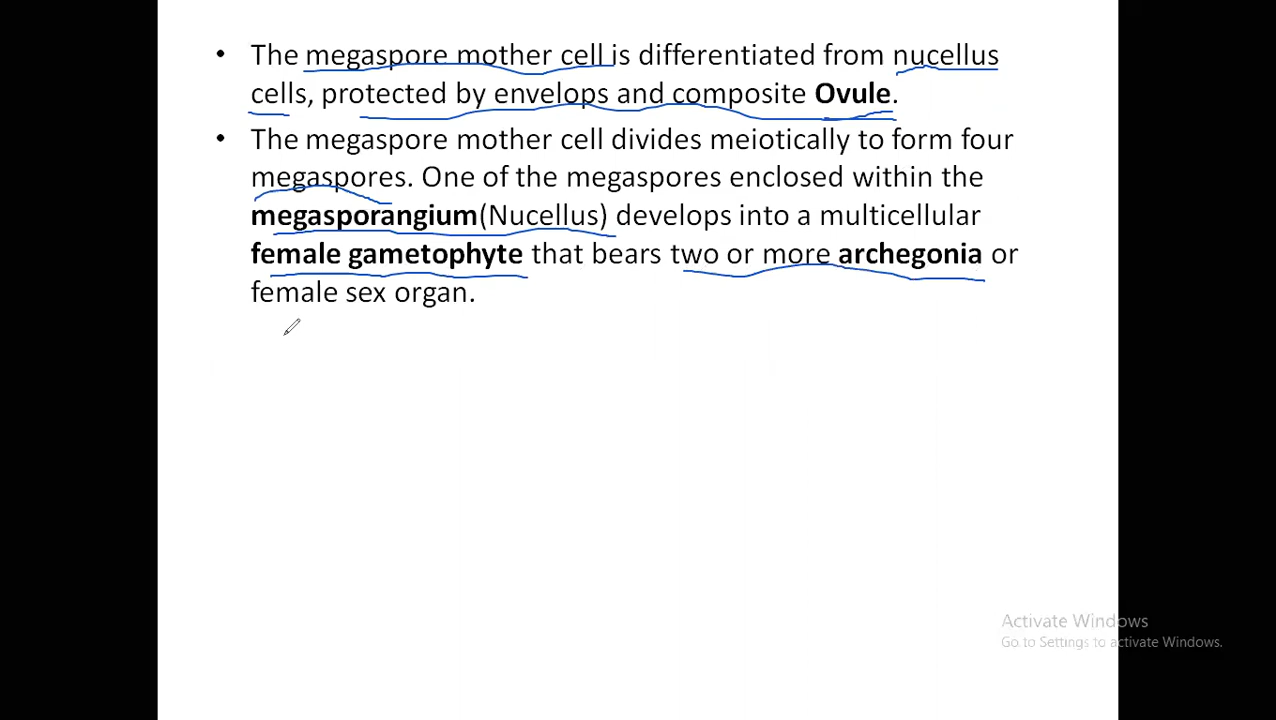 • The megaspore mother cell is differentiated from nucellus
cells, protected by envelops and composite Ovule.
• The megaspore mother cell divides meiotically to form four
megaspores. One of the megaspores enclosed within the
megasporangium(Nucellus) develops into a multicellular
female gametophyte that bears two or more archegonia or
female sex organ.
Activate Windows
Go to Settings to activate Windows.